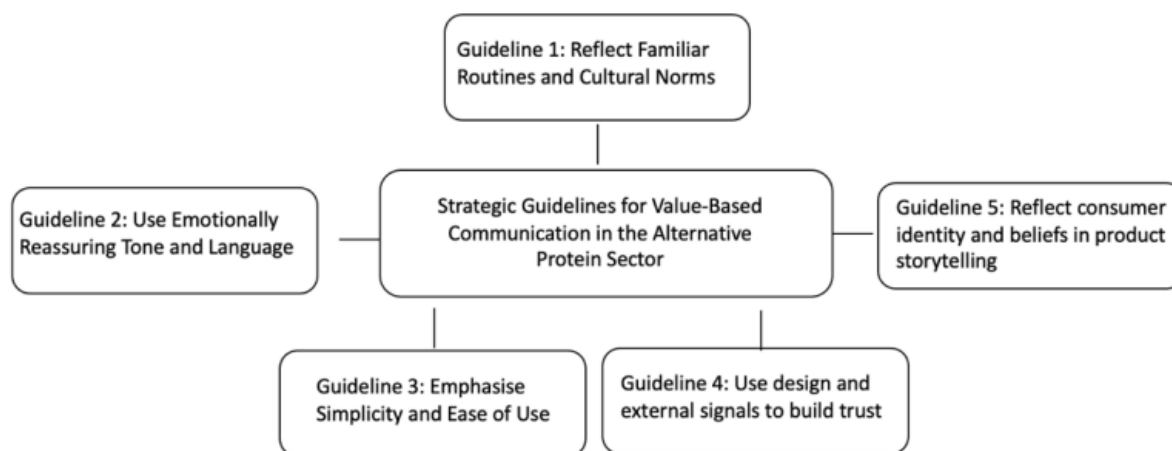 Guideline 1: Reflect Familiar
Routines and Cultural Norms
Guideline 2: Use Emotionally
Reassuring Tone and Language
Strategic Guidelines for Value-Based
Communication in the Alternative
Protein Sector
Guideline 5: Reflect consumer
identity and beliefs in product
storytelling
Guideline 3: Emphasise
Simplicity and Ease of Use
Guideline 4: Use design and
external signals to build trust